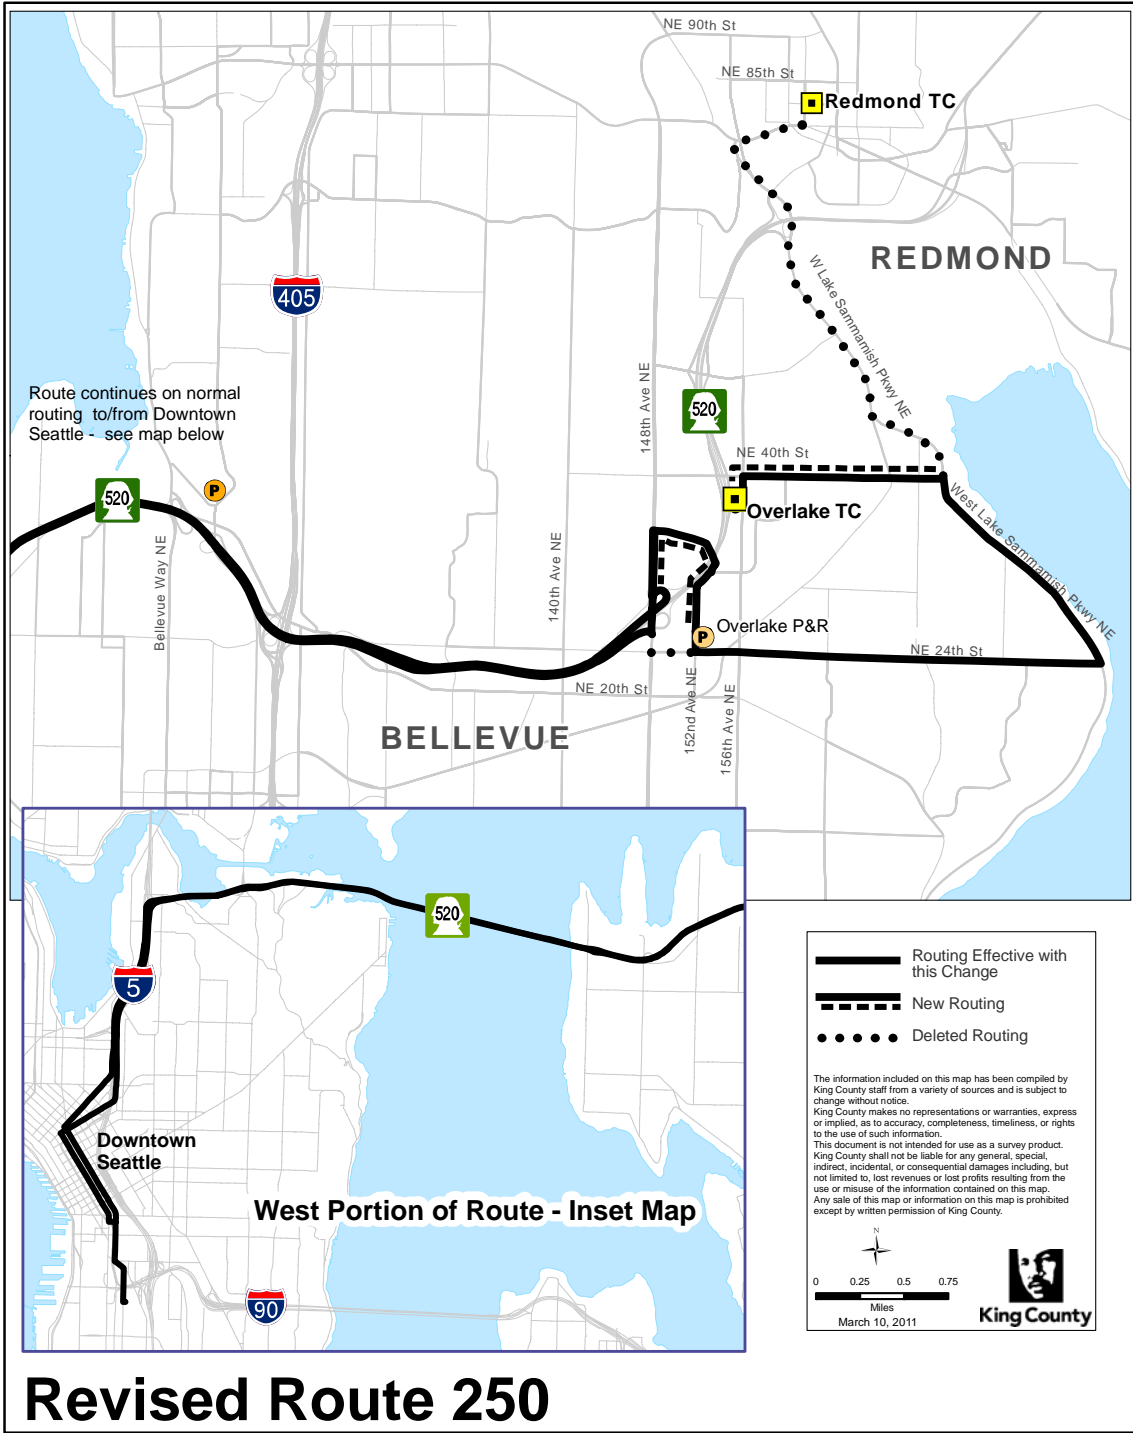 NE 90th St
NE 85th St
Redmond TC
REDMOND
405
W Lake Sammamish Pkwy NE
148th Ave NE
520
Route continues on normal
routing to/from Downtown
Seattle - see map below
NE 40th St
P
520
Overlake TC
West Lake Sammamish Pkwy NE
Bellevue Way NE
140th Ave NE
Overlake P&R
P
NE 24th St
NE 20th St
152nd Ave NE
156th Ave NE
BELLEVUE
520
5
Downtown
Seattle
West Portion of Route - Inset Map
90
Routing Effective with
this Change
New Routing
Deleted Routing
The information included on this map has been compiled by
King County staff from a variety of sources and is subject to
change without notice.
King County makes no representations or warranties, express
or implied, as to accuracy, completeness, timeliness, or rights
to the use of such information.
This document is not intended for use as a survey product.
King County shall not be liable for any general, special,
indirect, incidental, or consequential damages including, but
not limited to, lost revenues or lost profits resulting from the
use or misuse of the information contained on this map.
Any sale of this map or information on this map is prohibited
except by written permission of King County.
N
0 0.25 0.5 0.75
Miles
March 10, 2011
King County
Revised Route 250